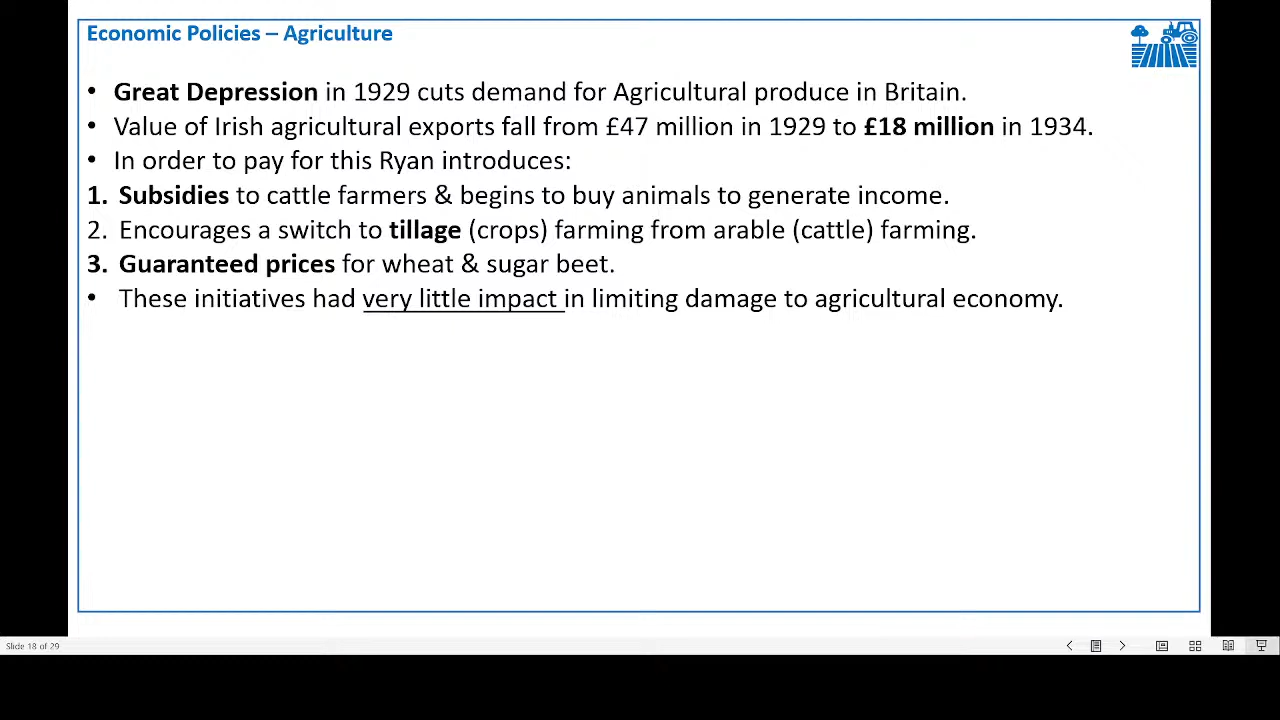 Economic Policies – Agriculture
• Great Depression in 1929 cuts demand for Agricultural produce in Britain.
• Value of Irish agricultural exports fall from £47 million in 1929 to £18 million in 1934.
• In order to pay for this Ryan introduces:
1. Subsidies to cattle farmers & begins to buy animals to generate income.
2. Encourages a switch to tillage (crops) farming from arable (cattle) farming.
3. Guaranteed prices for wheat & sugar beet.
• These initiatives had very little impact in limiting damage to agricultural economy.
Slide 18 of 29